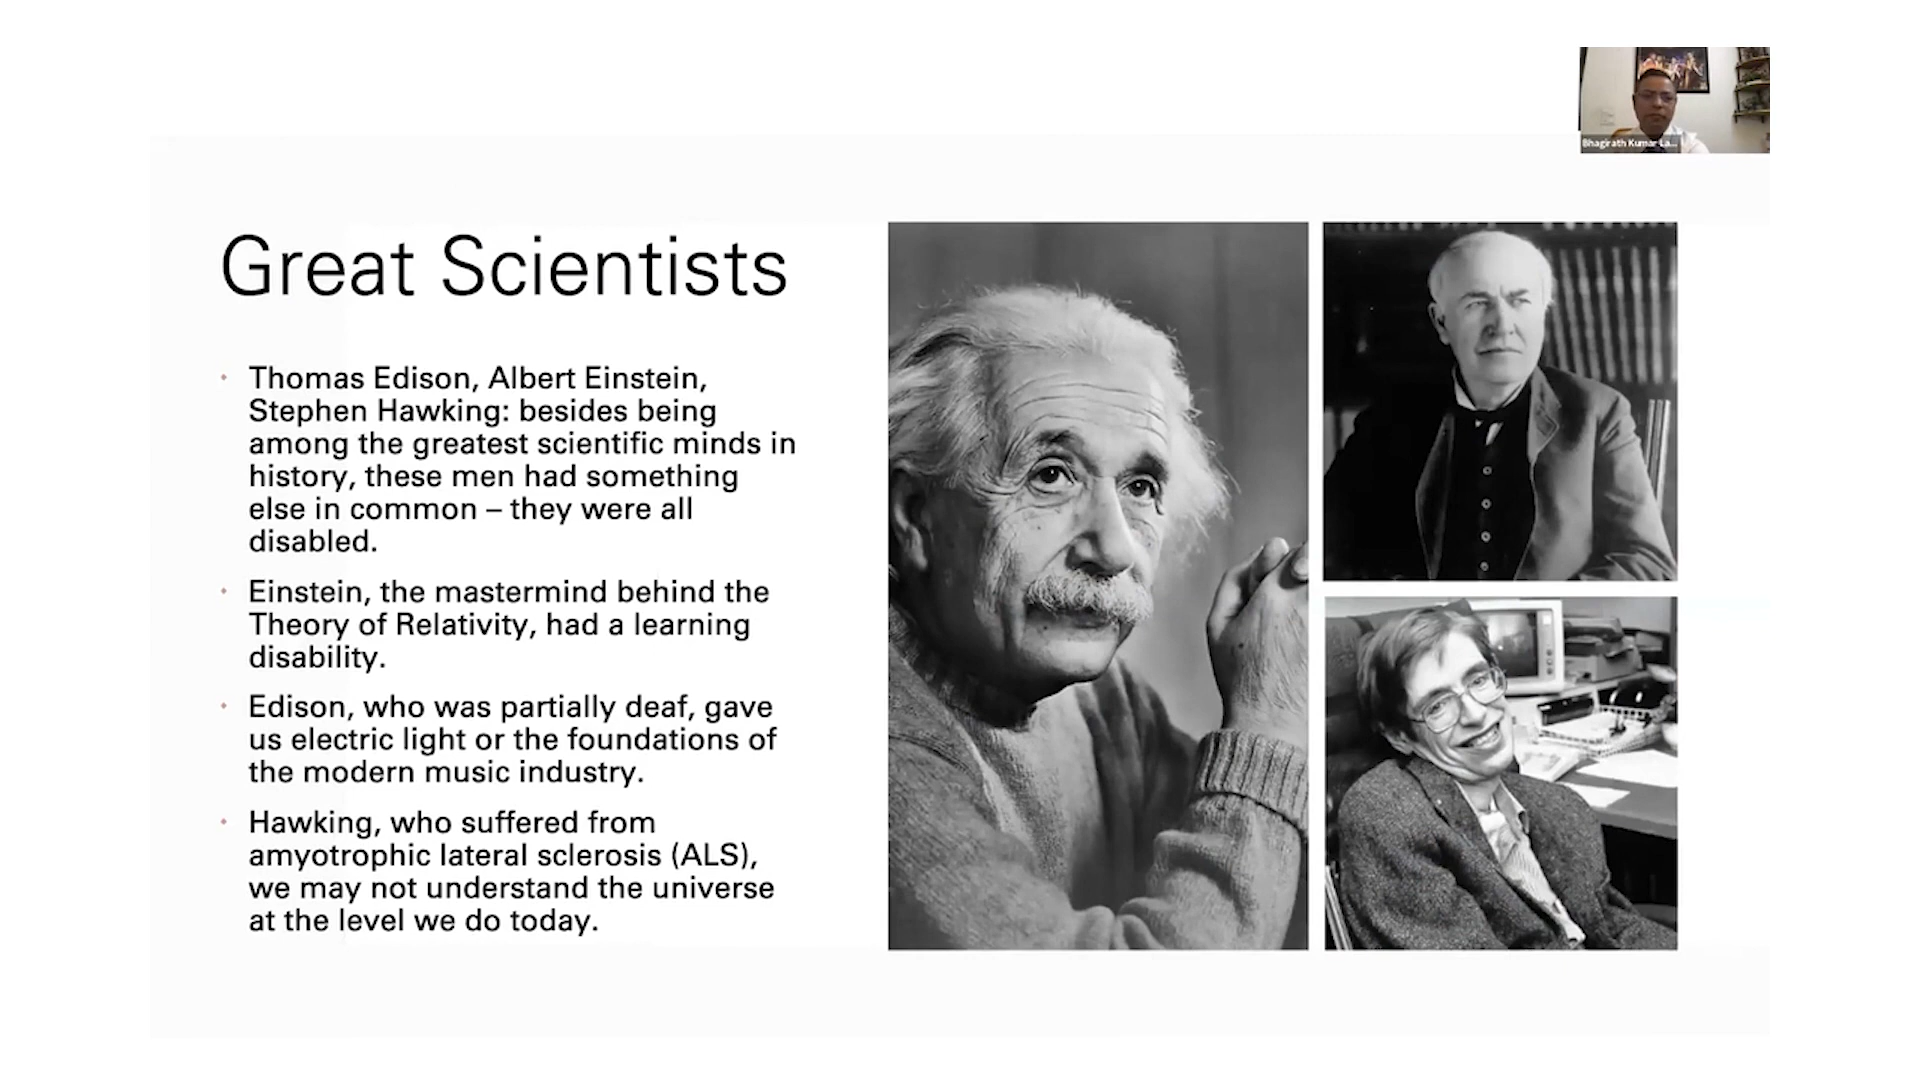 Bhagirath Kumar La...
Great Scientists
• Thomas Edison, Albert Einstein,
Stephen Hawking: besides being
among the greatest scientific minds in
history, these men had something
else in common – they were all
disabled.
• Einstein, the mastermind behind the
Theory of Relativity, had a learning
disability.
• Edison, who was partially deaf, gave
us electric light or the foundations of
the modern music industry.
• Hawking, who suffered from
amyotrophic lateral sclerosis (ALS),
we may not understand the universe
at the level we do today.